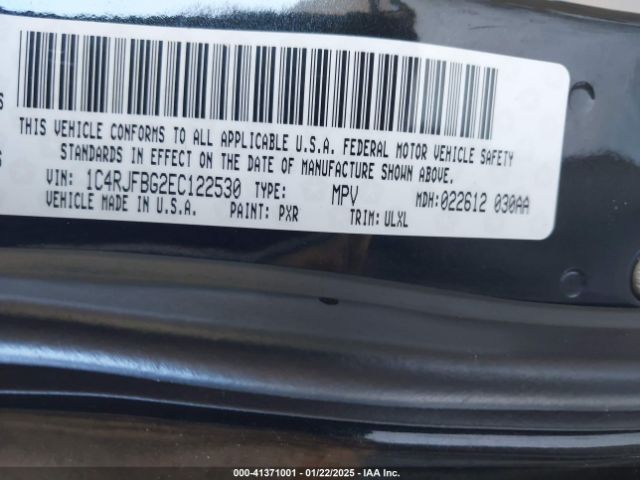 S
THIS VEHICLE CONFORMS TO ALL APPLICABLE U.S.A. FEDERAL MOTOR VEHICLE SAFETY
S
STANDARDS IN EFFECT ON THE DATE OF MANUFACTURE SHOWN ABOVE.
VIN: 1C4RJFBG2EC122530 TYPE: MPV MDH:022612 030AA
VEHICLE MADE IN U.S.A. PAINT: PXR TRIM: ULXL
000-41371001 — 01/22/2025 — IAA Inc.